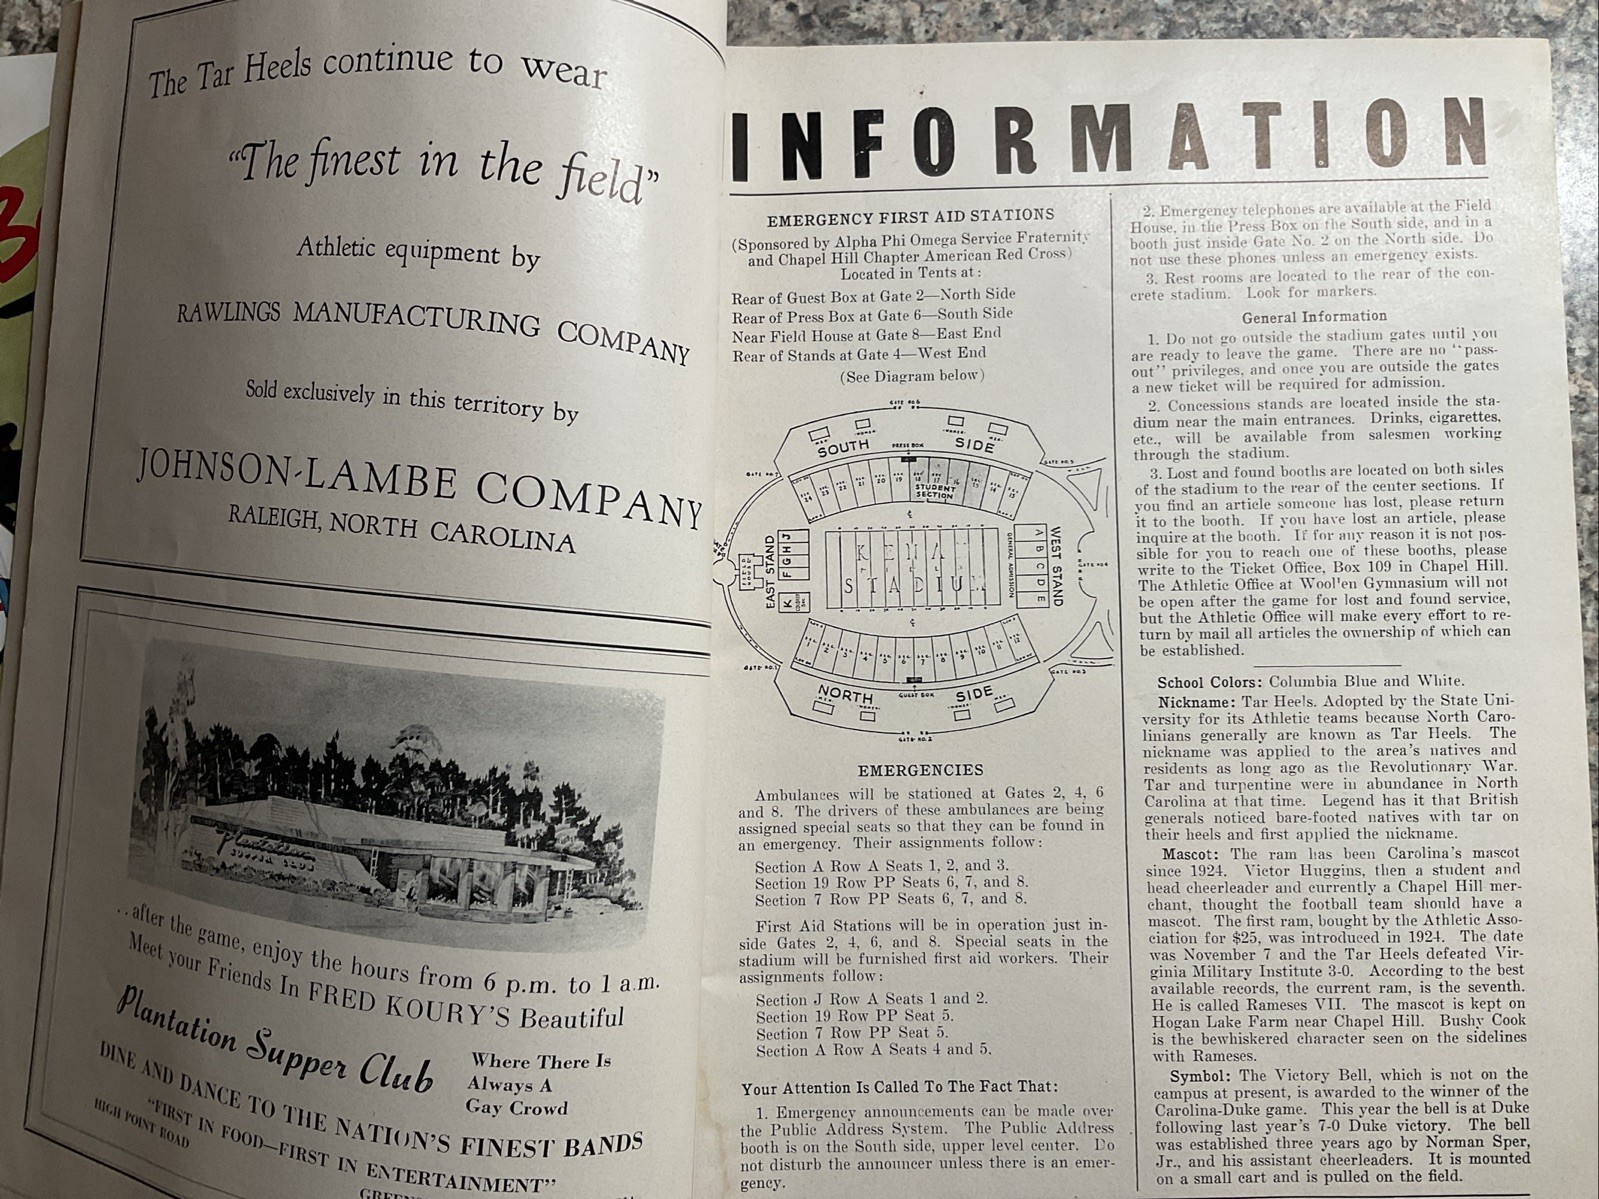 The Tar Heels continue to wear
"The finest in the field"
Athletic equipment by
RAWLINGS MANUFACTURING COMPANY
Sold exclusively in this territory by
JOHNSON-LAMBE COMPANY
RALEIGH, NORTH CAROLINA
Plantation
SUPPER CLUB
..after the game, enjoy the hours from 6 p.m. to 1 a.m.
Meet your Friends In FRED KOURY'S Beautiful
Plantation Supper Club
Where There Is
Always A
Gay Crowd
DINE AND DANCE TO THE NATION'S FINEST BANDS
"FIRST IN FOOD—FIRST IN ENTERTAINMENT"
HIGH POINT ROAD
INFORMATION
EMERGENCY FIRST AID STATIONS
(Sponsored by Alpha Phi Omega Service Fraternity
and Chapel Hill Chapter American Red Cross)
Located in Tents at:
Rear of Guest Box at Gate 2—North Side
Rear of Press Box at Gate 6—South Side
Near Field House at Gate 8—East End
Rear of Stands at Gate 4—West End
(See Diagram below)
GATE NO. 6
SOUTH SIDE
PRESS BOX
STUDENT
SECTION
GATE NO. 5
EAST STAND
FIELD HOUSE
J
H
G
F
K
KENAN
STADIUM
GENERAL ADMISSION
A
B
C
D
E
WEST STAND
GATE NO 4
GATE NO. 1
GATE NO. 3
NORTH SIDE
GUEST BOX
GATE NO. 2
EMERGENCIES
Ambulances will be stationed at Gates 2, 4, 6
and 8. The drivers of these ambulances are being
assigned special seats so that they can be found in
an emergency. Their assignments follow:
Section A Row A Seats 1, 2, and 3.
Section 19 Row PP Seats 6, 7, and 8.
Section 7 Row PP Seats 6, 7, and 8.
First Aid Stations will be in operation just in-
side Gates 2, 4, 6, and 8. Special seats in the
stadium will be furnished first aid workers. Their
assignments follow:
Section J Row A Seats 1 and 2.
Section 19 Row PP Seat 5.
Section 7 Row PP Seat 5.
Section A Row A Seats 4 and 5.
Your Attention Is Called To The Fact That:
1. Emergency announcements can be made over
the Public Address System. The Public Address
booth is on the South side, upper level center. Do
not disturb the announcer unless there is an emer-
gency.
2. Emergency telephones are available at the Field
House, in the Press Box on the South side, and in a
booth just inside Gate No. 2 on the North side. Do
not use these phones unless an emergency exists.
3. Rest rooms are located to the rear of the con-
crete stadium. Look for markers.
General Information
1. Do not go outside the stadium gates until you
are ready to leave the game. There are no "pass-
out" privileges, and once you are outside the gates
a new ticket will be required for admission.
2. Concessions stands are located inside the sta-
dium near the main entrances. Drinks, cigarettes,
etc., will be available from salesmen working
through the stadium.
3. Lost and found booths are located on both sides
of the stadium to the rear of the center sections. If
you find an article someone has lost, please return
it to the booth. If you have lost an article, please
inquire at the booth. If for any reason it is not pos-
sible for you to reach one of these booths, please
write to the Ticket Office, Box 109 in Chapel Hill.
The Athletic Office at Wool'en Gymnasium will not
be open after the game for lost and found service,
but the Athletic Office will make every effort to re-
turn by mail all articles the ownership of which can
be established.
School Colors: Columbia Blue and White.
Nickname: Tar Heels. Adopted by the State Uni-
versity for its Athletic teams because North Caro-
linians generally are known as Tar Heels. The
nickname was applied to the area's natives and
residents as long ago as the Revolutionary War.
Tar and turpentine were in abundance in North
Carolina at that time. Legend has it that British
generals noticed bare-footed natives with tar on
their heels and first applied the nickname.
Mascot: The ram has been Carolina's mascot
since 1924. Victor Huggins, then a student and
head cheerleader and currently a Chapel Hill mer-
chant, thought the football team should have a
mascot. The first ram, bought by the Athletic Asso-
ciation for $25, was introduced in 1924. The date
was November 7 and the Tar Heels defeated Vir-
ginia Military Institute 3-0. According to the best
available records, the current ram, is the seventh.
He is called Rameses VII. The mascot is kept on
Hogan Lake Farm near Chapel Hill. Bushy Cook
is the bewhiskered character seen on the sidelines
with Rameses.
Symbol: The Victory Bell, which is not on the
campus at present, is awarded to the winner of the
Carolina-Duke game. This year the bell is at Duke
following last year's 7-0 Duke victory. The bell
was established three years ago by Norman Sper,
Jr., and his assistant cheerleaders. It is mounted
on a small cart and is pulled on the field.